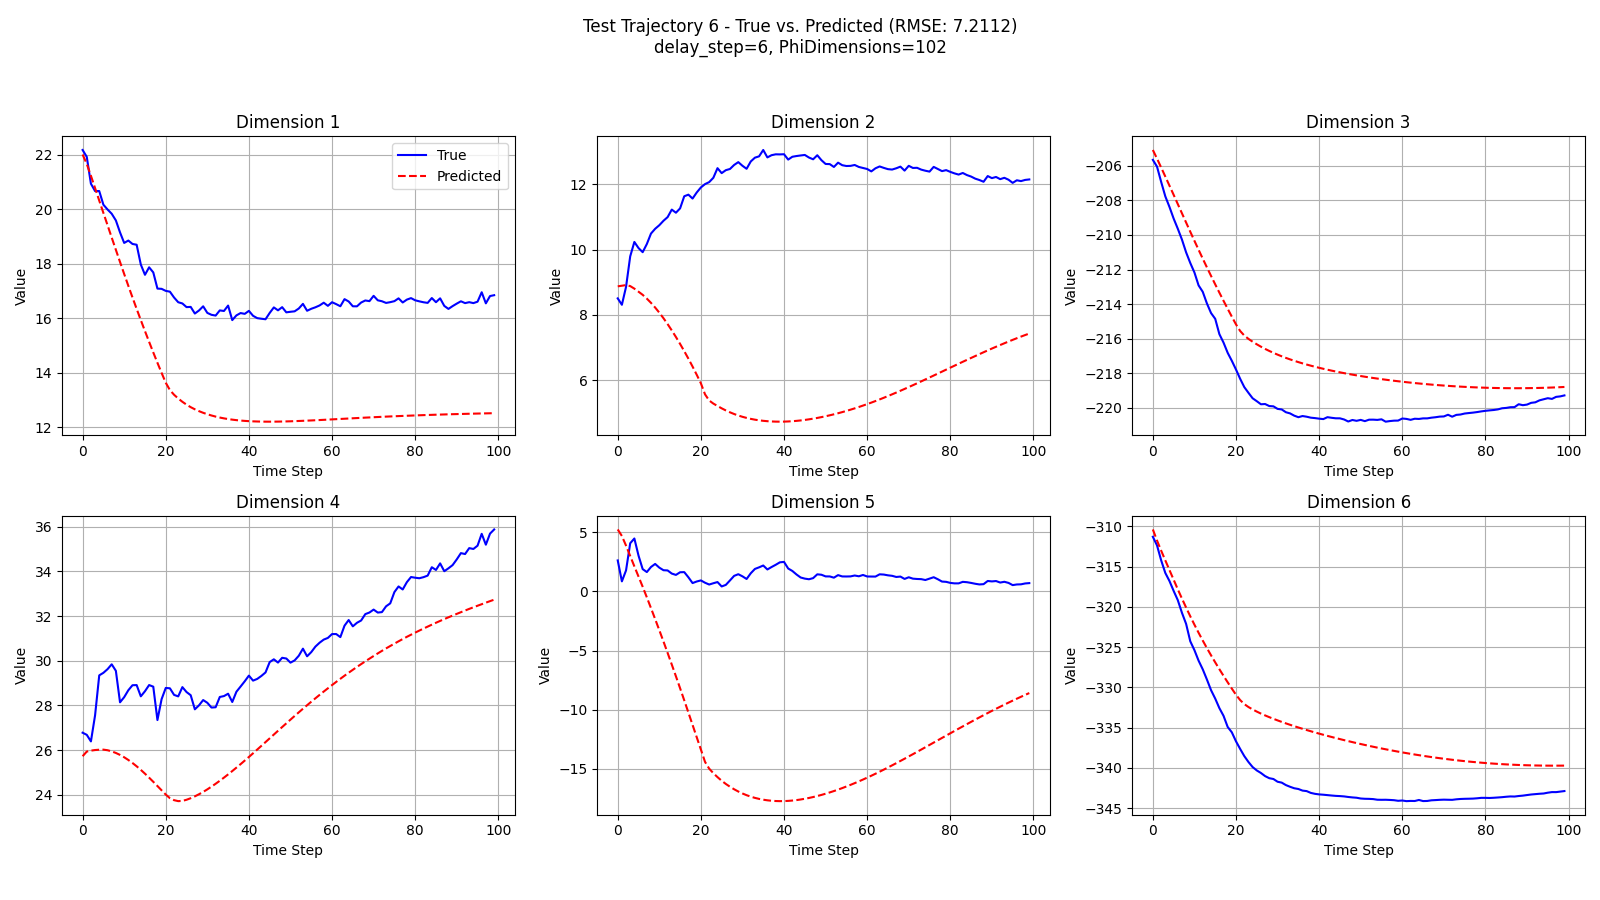 Test Trajectory 6 - True vs. Predicted (RMSE: 7.2112)
delay_step=6, PhiDimensions=102
Dimension 1
22
20
18
16
14
12
Value
0 20 40 60 80 100
Time Step
True
Predicted
Dimension 2
12
10
8
6
Value
0 20 40 60 80 100
Time Step
Dimension 3
−206
−208
−210
−212
−214
−216
−218
−220
Value
0 20 40 60 80 100
Time Step
Dimension 4
36
34
32
30
28
26
24
Value
0 20 40 60 80 100
Time Step
Dimension 5
5
0
−5
−10
−15
Value
0 20 40 60 80 100
Time Step
Dimension 6
−310
−315
−320
−325
−330
−335
−340
−345
Value
0 20 40 60 80 100
Time Step